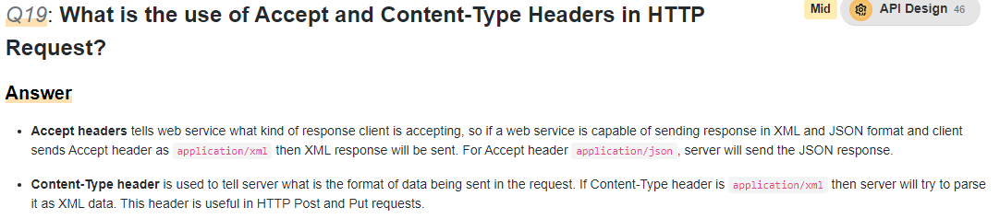 Q19: What is the use of Accept and Content-Type Headers in HTTP
Mid
API Design 46
Request?
Answer
Accept headers tells web service what kind of response client is accepting, so if a web service is capable of sending response in XML and JSON format and client
sends Accept header as application/xml then XML response will be sent. For Accept header application/json, server will send the JSON response.
Content-Type header is used to tell server what is the format of data being sent in the request. If Content-Type header is application/xml then server will try to parse
it as XML data. This header is useful in HTTP Post and Put requests.